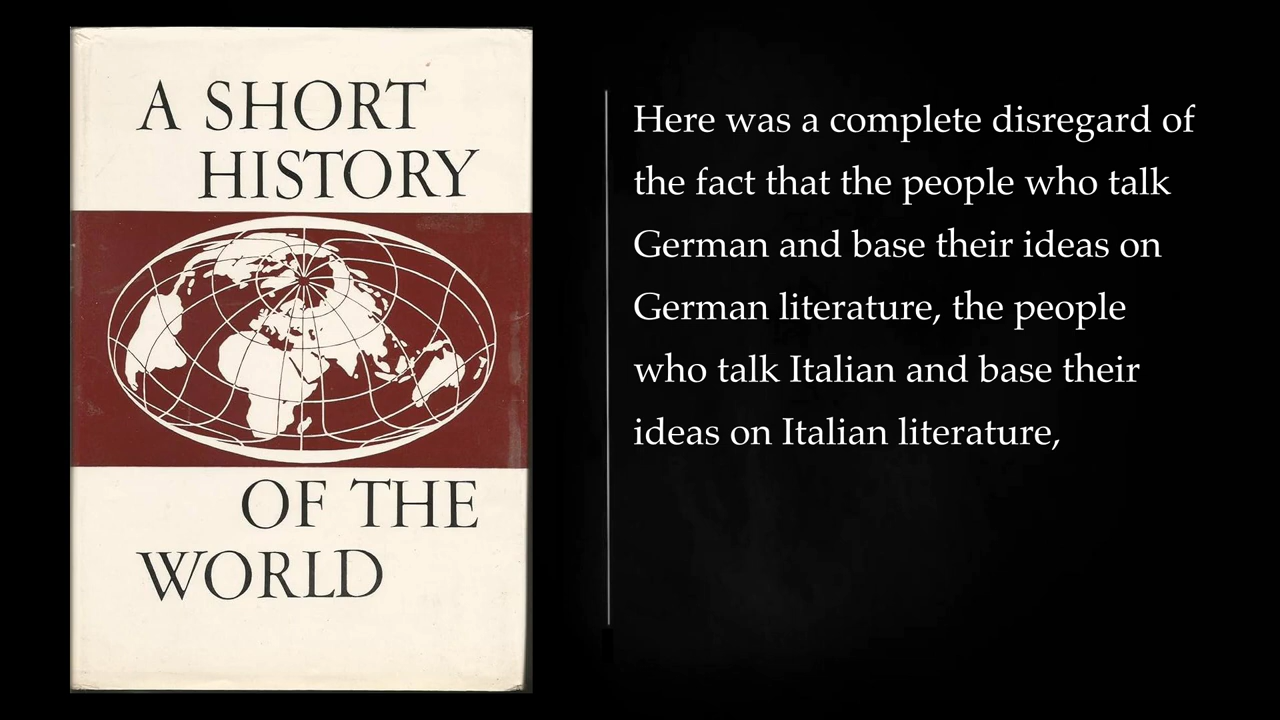 A SHORT
HISTORY
OF THE
WORLD
Here was a complete disregard of
the fact that the people who talk
German and base their ideas on
German literature, the people
who talk Italian and base their
ideas on Italian literature,